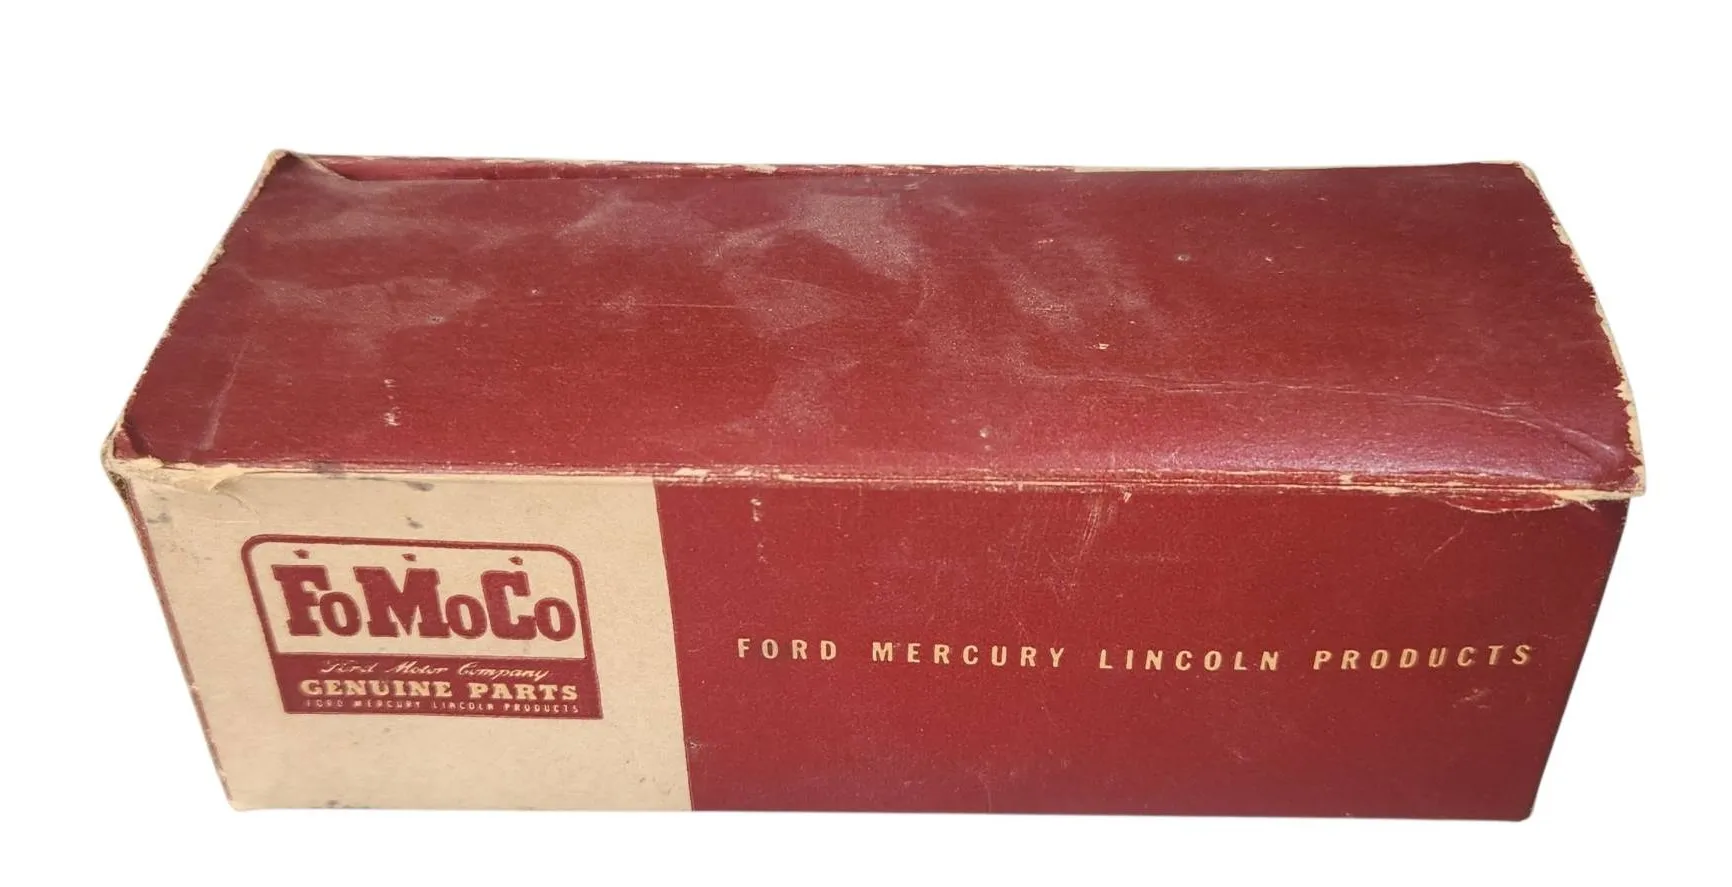 FoMoCo
Ford Motor Company
GENUINE PARTS
FORD MERCURY LINCOLN PRODUCTS
FORD MERCURY LINCOLN PRODUCTS